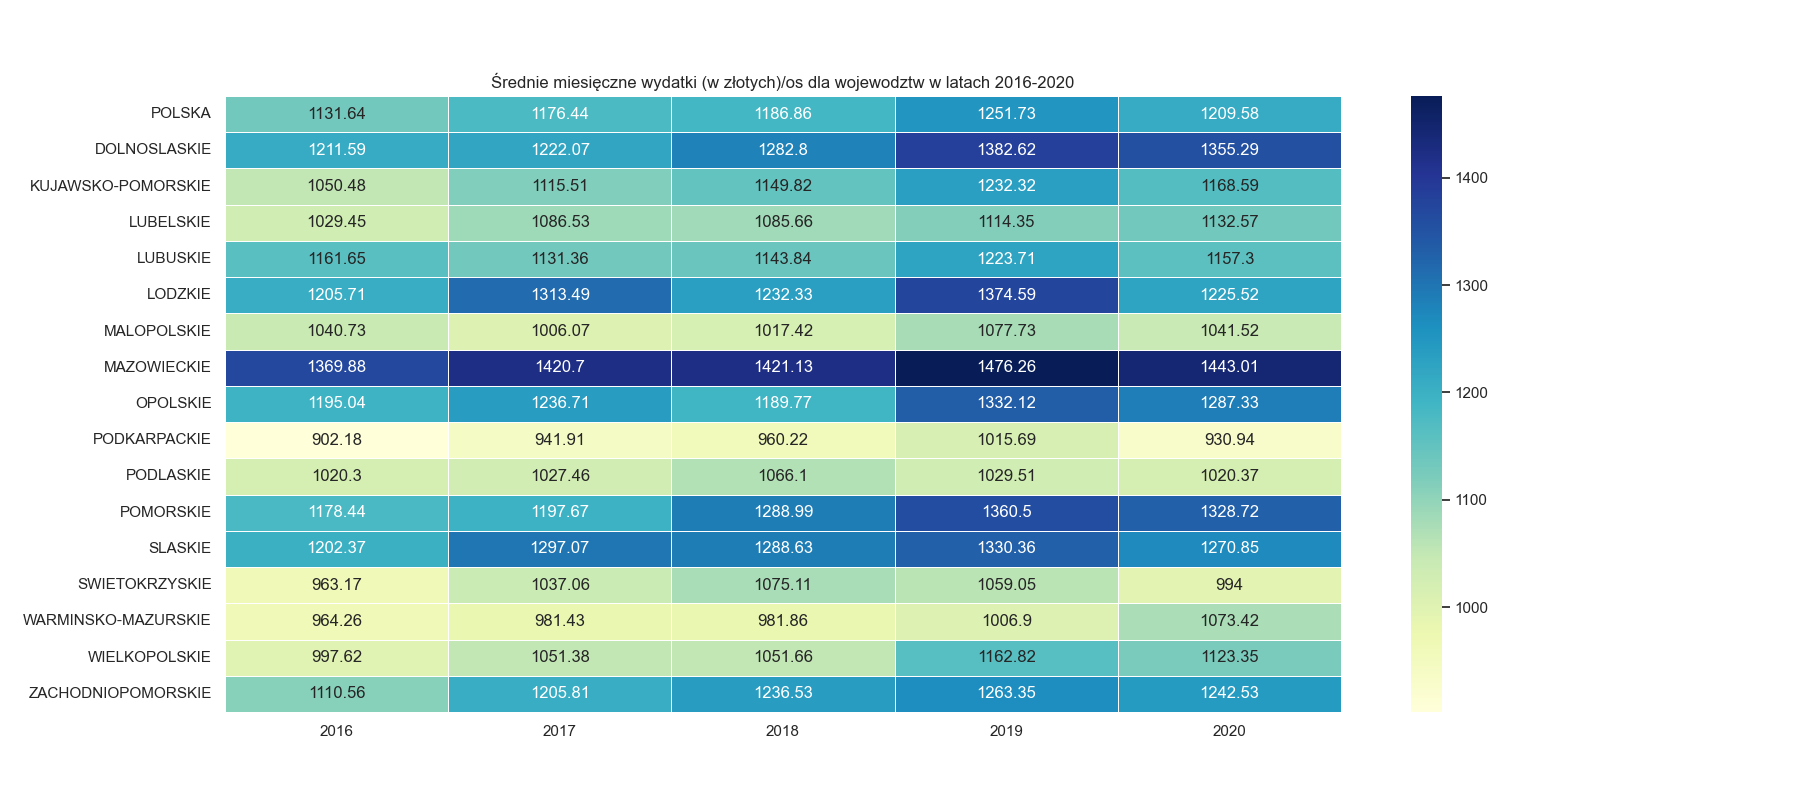 Średnie miesięczne wydatki (w złotych)/os dla wojewodztw w latach 2016-2020
POLSKA 1131.64 1176.44 1186.86 1251.73 1209.58
DOLNOSLASKIE 1211.59 1222.07 1282.8 1382.62 1355.29
KUJAWSKO-POMORSKIE 1050.48 1115.51 1149.82 1232.32 1168.59
LUBELSKIE 1029.45 1086.53 1085.66 1114.35 1132.57
LUBUSKIE 1161.65 1131.36 1143.84 1223.71 1157.3
LODZKIE 1205.71 1313.49 1232.33 1374.59 1225.52
MALOPOLSKIE 1040.73 1006.07 1017.42 1077.73 1041.52
MAZOWIECKIE 1369.88 1420.7 1421.13 1476.26 1443.01
OPOLSKIE 1195.04 1236.71 1189.77 1332.12 1287.33
PODKARPACKIE 902.18 941.91 960.22 1015.69 930.94
PODLASKIE 1020.3 1027.46 1066.1 1029.51 1020.37
POMORSKIE 1178.44 1197.67 1288.99 1360.5 1328.72
SLASKIE 1202.37 1297.07 1288.63 1330.36 1270.85
SWIETOKRZYSKIE 963.17 1037.06 1075.11 1059.05 994
WARMINSKO-MAZURSKIE 964.26 981.43 981.86 1006.9 1073.42
WIELKOPOLSKIE 997.62 1051.38 1051.66 1162.82 1123.35
ZACHODNIOPOMORSKIE 1110.56 1205.81 1236.53 1263.35 1242.53
2016 2017 2018 2019 2020
1400
1300
1200
1100
1000